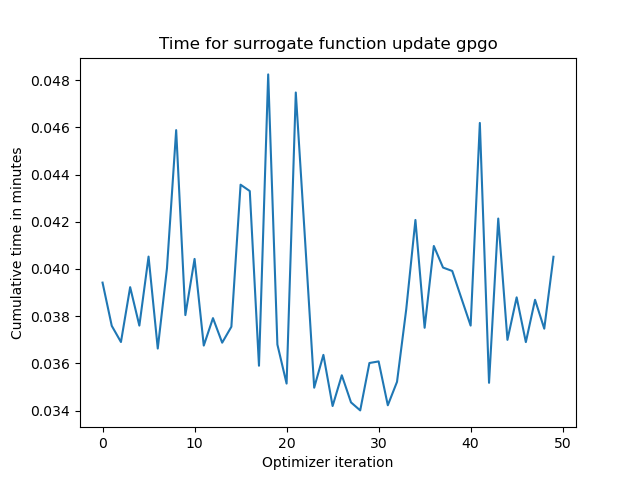 Time for surrogate function update gpgo
Cumulative time in minutes
0.048
0.046
0.044
0.042
0.040
0.038
0.036
0.034
0 10 20 30 40 50
Optimizer iteration